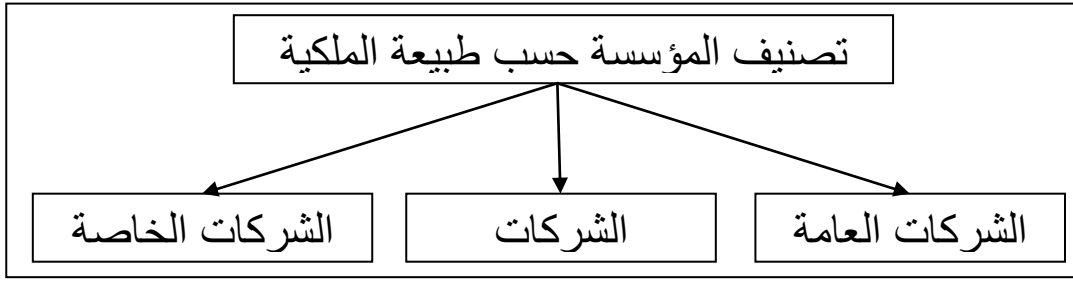 تصنيف المؤسسة حسب طبيعة الملكية
الشركات العامة
الشركات
الشركات الخاصة